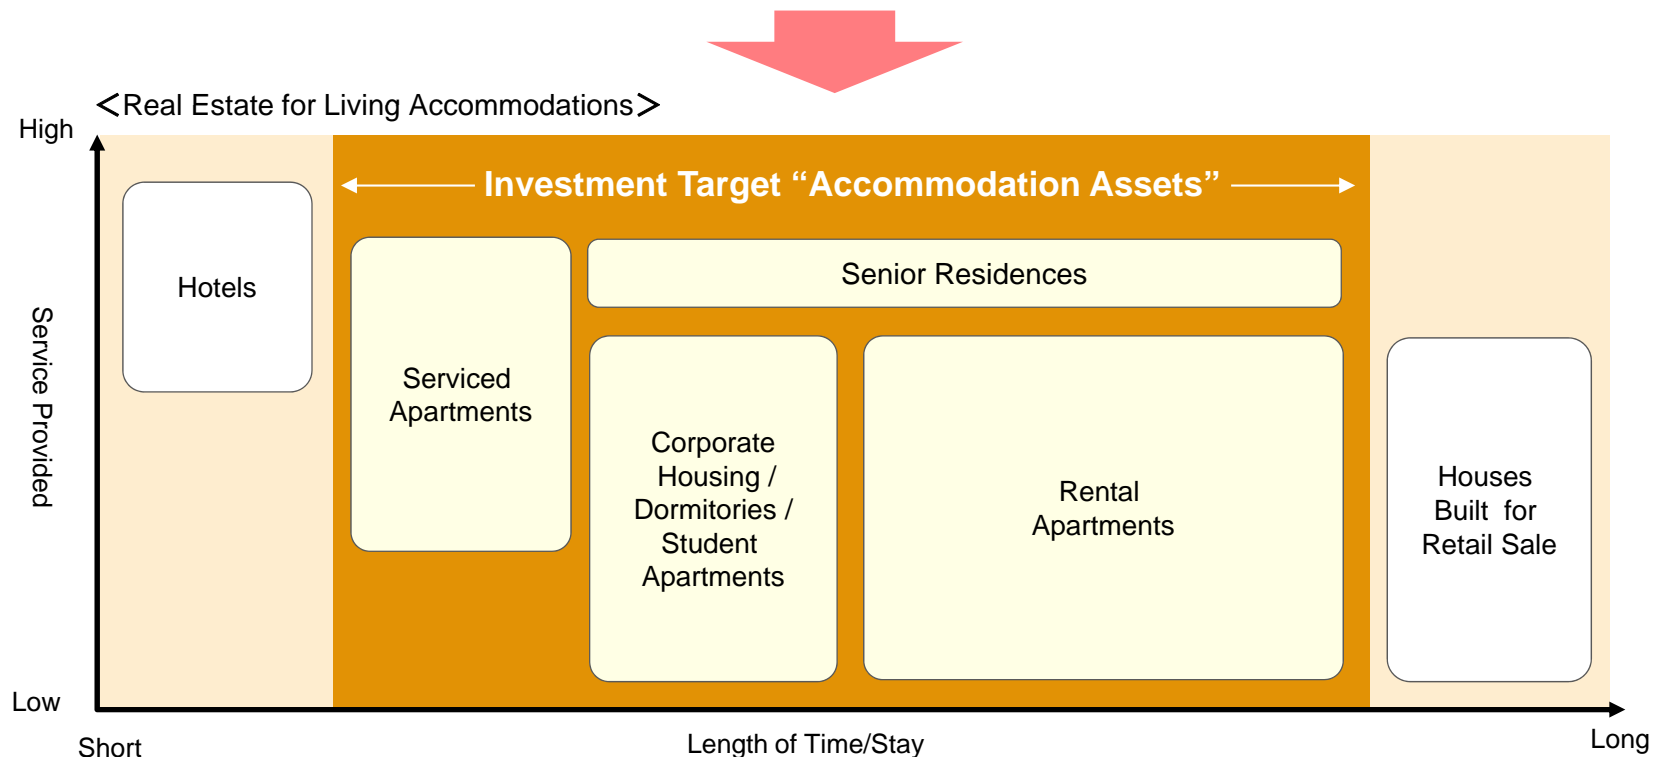 <Real Estate for Living Accommodations>
High
Investment Target “Accommodation Assets”
Hotels
Senior Residences
Serviced
Apartments
Corporate
Housing /
Dormitories /
Student
Apartments
Rental
Apartments
Houses
Built for
Retail Sale
Service Provided
Low
Short
Length of Time/Stay
Long